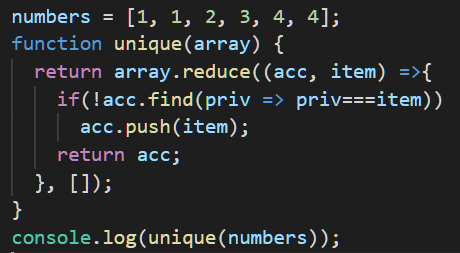 numbers = [1, 1, 2, 3, 4, 4];
function unique(array) {
  return array.reduce((acc, item) =>{
    if(!acc.find(priv => priv===item))
      acc.push(item);
    return acc;
  }, []);
}
console.log(unique(numbers));